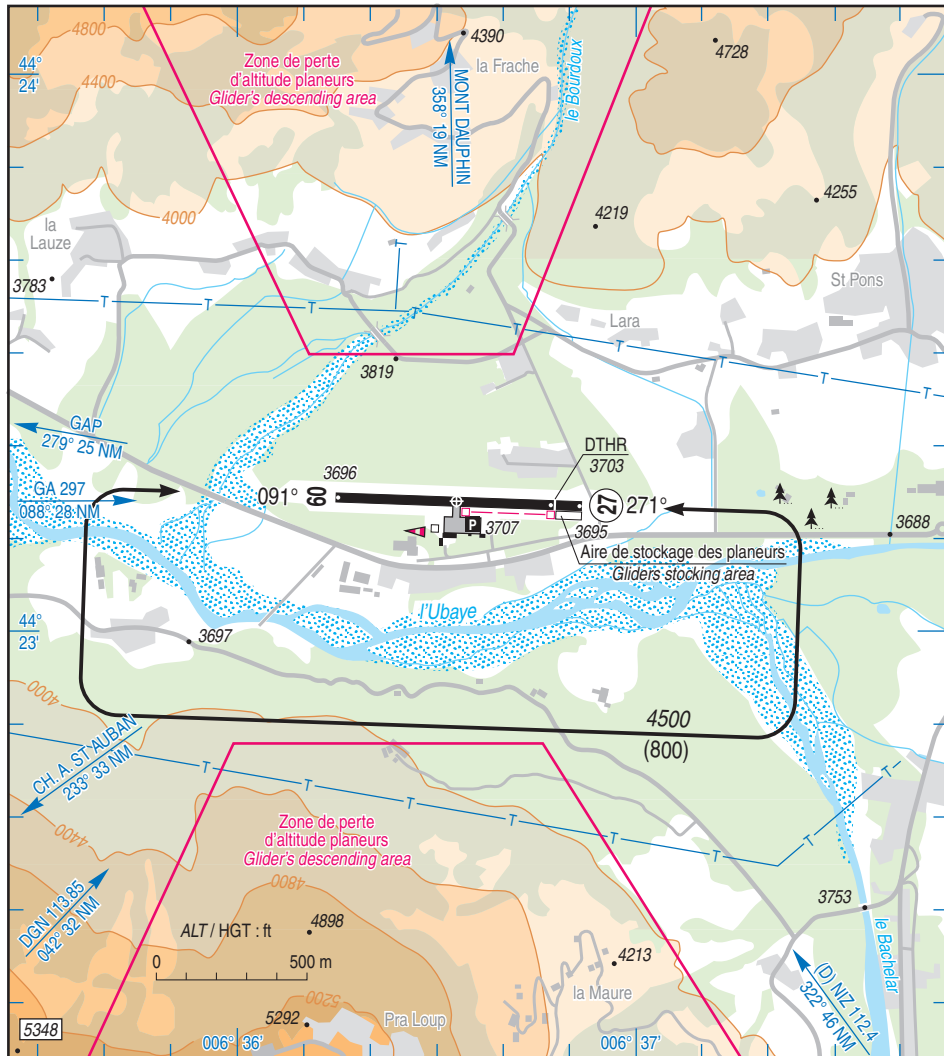 4800
4390
4728
44°
24'
Zone de perte
d'altitude planeurs
Glider's descending area
la Frache
le Bourdoux
4400
MONT DAUPHIN
358° 19 NM
4255
4219
4000
la
Lauze
3783
T
T
T
T
T
T
T
St Pons
Lara
3819
GAP
279° 25 NM
DTHR
3703
3696
091°
09
27
271°
GA 297
088° 28 NM
P
3707
3695
3688
Aire de stockage des planeurs
Gliders stocking area
l'Ubaye
44°
23'
3697
4000
4500
(800)
CH. A. ST-AUBAN
233° 33 NM
T
T
T
T
T
T
4400
Zone de perte
d'altitude planeurs
Glider's descending area
4800
DGN 113.85
042° 32 NM
4898
3753
ALT / HGT : ft
0
500 m
4213
le Bachelar
la Maure
(D) NIZ 112.4
322° 46 NM
5200
5292
Pra Loup
5348
006° 36'
006° 37'